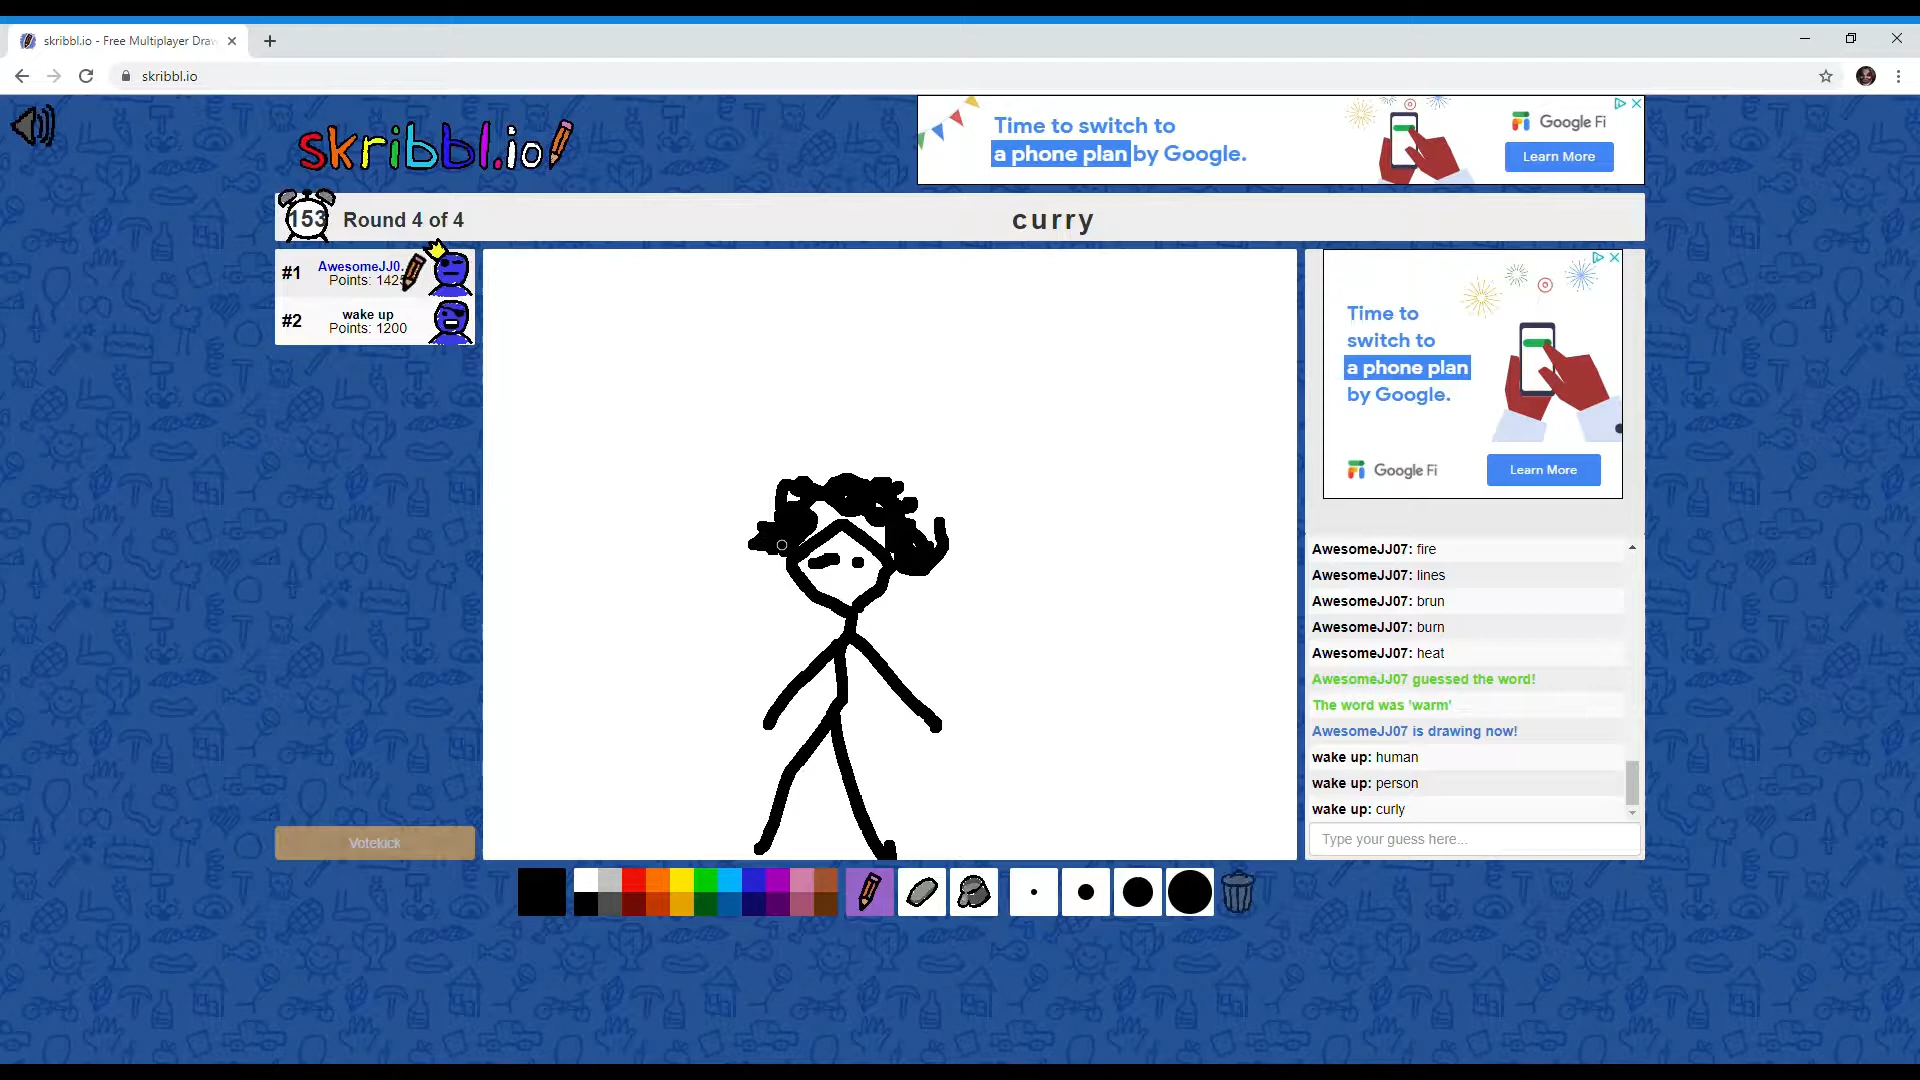 skribbl.io - Free Multiplayer Draw
skribbl.io
skribbl.io
Time to switch to
a phone plan by Google.
Google Fi
Learn More
153
Round 4 of 4
curry
#1
AwesomeJJ0.
Points: 1425
#2
wake up
Points: 1200
Time to
switch to
a phone plan
by Google.
Google Fi
Learn More
AwesomeJJ07: fire
AwesomeJJ07: lines
AwesomeJJ07: brun
AwesomeJJ07: burn
AwesomeJJ07: heat
AwesomeJJ07 guessed the word!
The word was 'warm'
AwesomeJJ07 is drawing now!
wake up: human
wake up: person
wake up: curly
Type your guess here...
Votekick